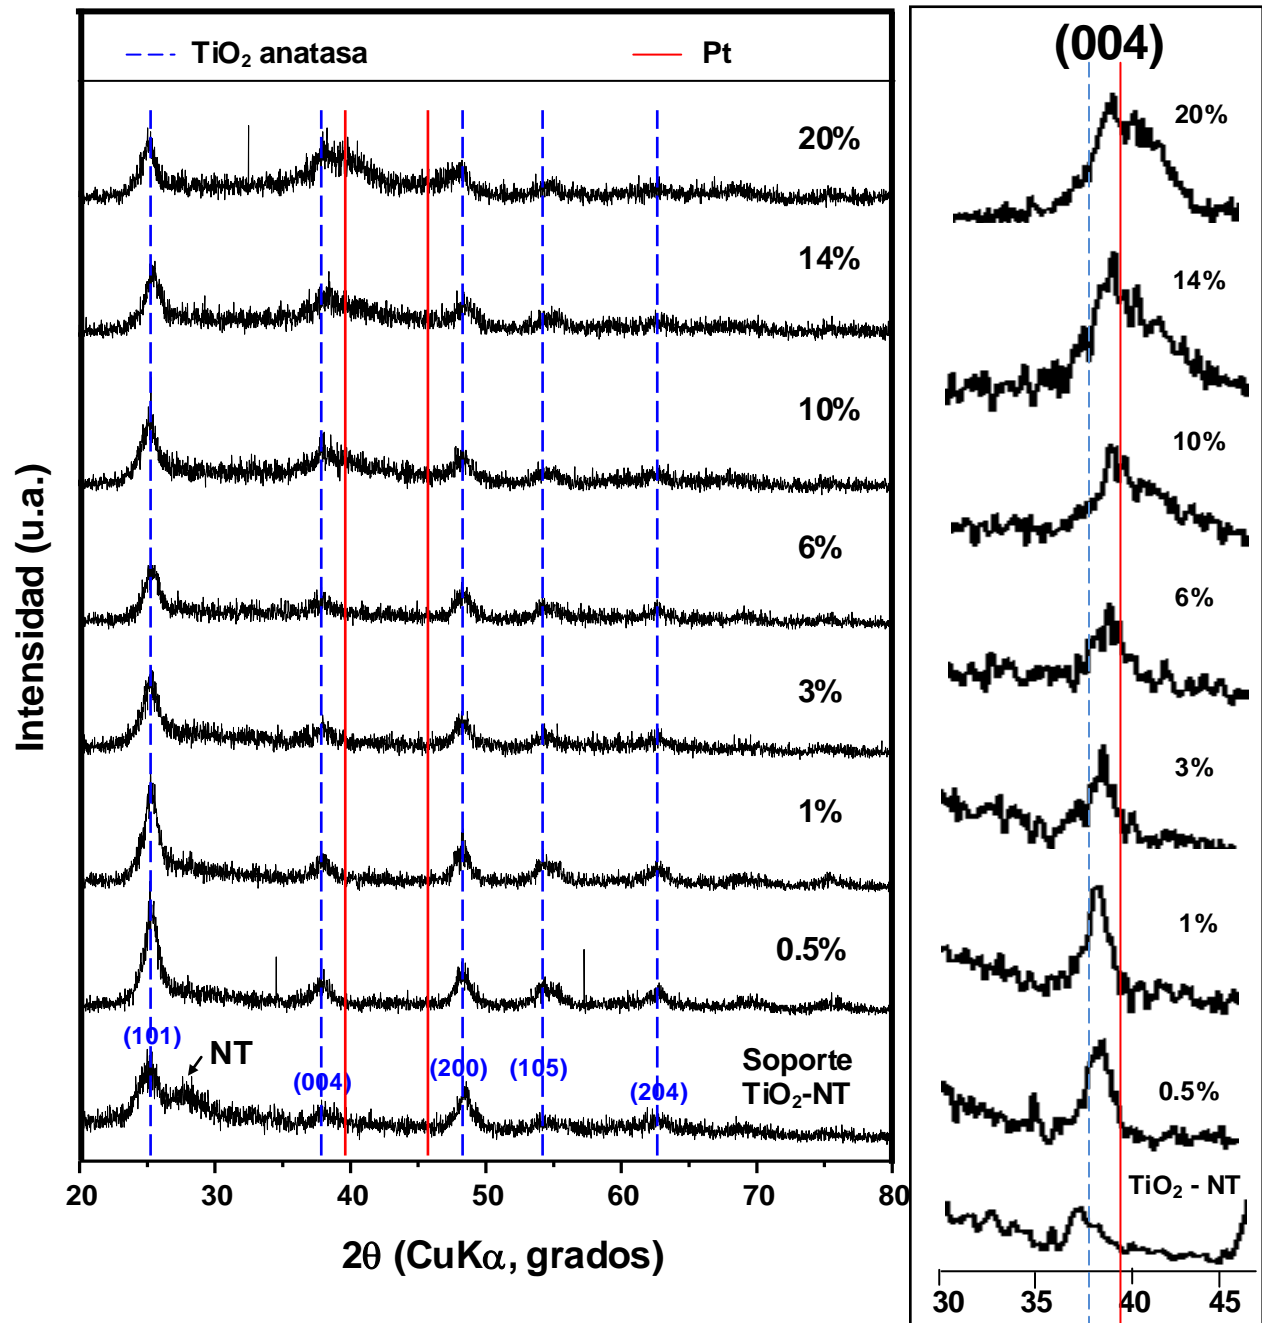 TiO₂ anatasa
Pt
20%
14%
10%
6%
3%
1%
0.5%
(101)
NT
(004)
(200)
(105)
(204)
Soporte
TiO₂-NT
Intensidad (u.a.)
20 30 40 50 60 70 80
2θ (CuKα, grados)
(004)
20%
14%
10%
6%
3%
1%
0.5%
TiO₂ - NT
30 35 40 45